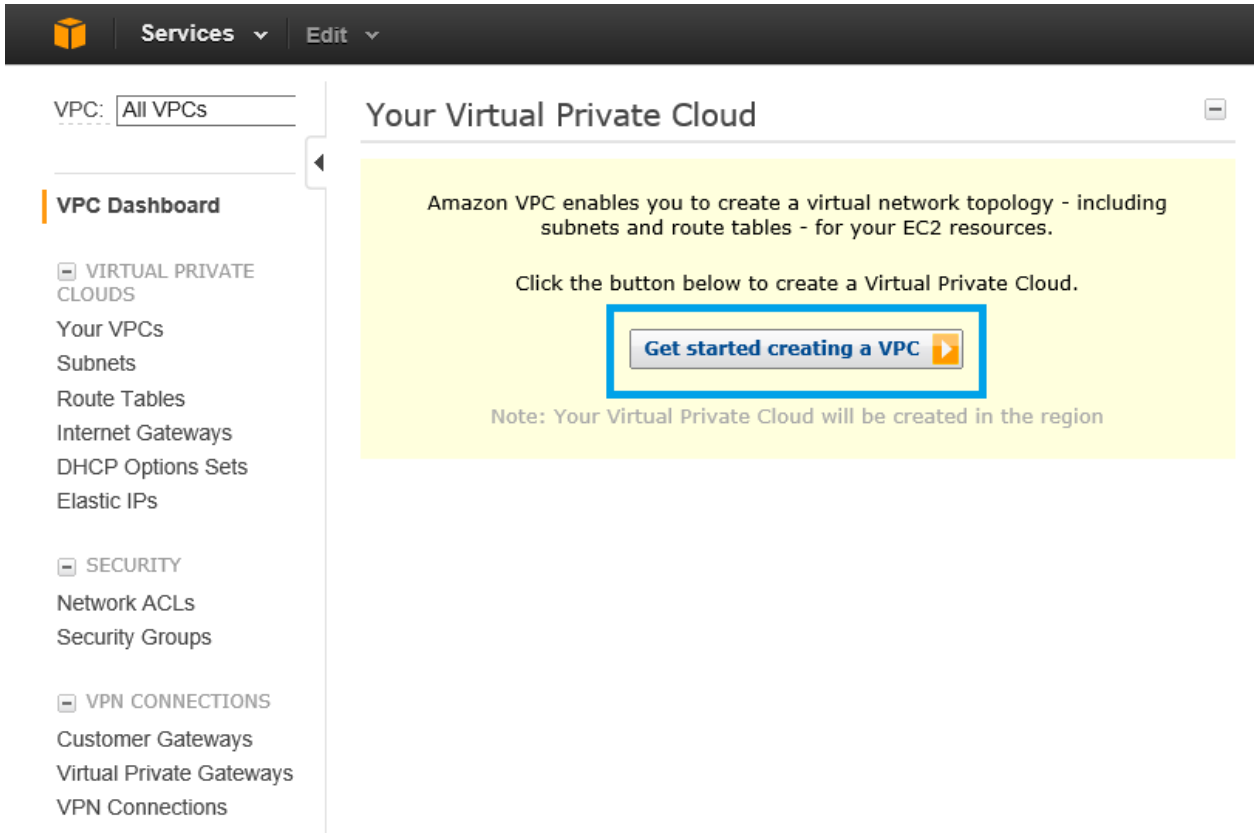 Services Edit
VPC: All VPCs
VPC Dashboard
VIRTUAL PRIVATE
CLOUDS
Your VPCs
Subnets
Route Tables
Internet Gateways
DHCP Options Sets
Elastic IPs
SECURITY
Network ACLs
Security Groups
VPN CONNECTIONS
Customer Gateways
Virtual Private Gateways
VPN Connections
Your Virtual Private Cloud
Amazon VPC enables you to create a virtual network topology - including
subnets and route tables - for your EC2 resources.
Click the button below to create a Virtual Private Cloud.
Get started creating a VPC
Note: Your Virtual Private Cloud will be created in the region